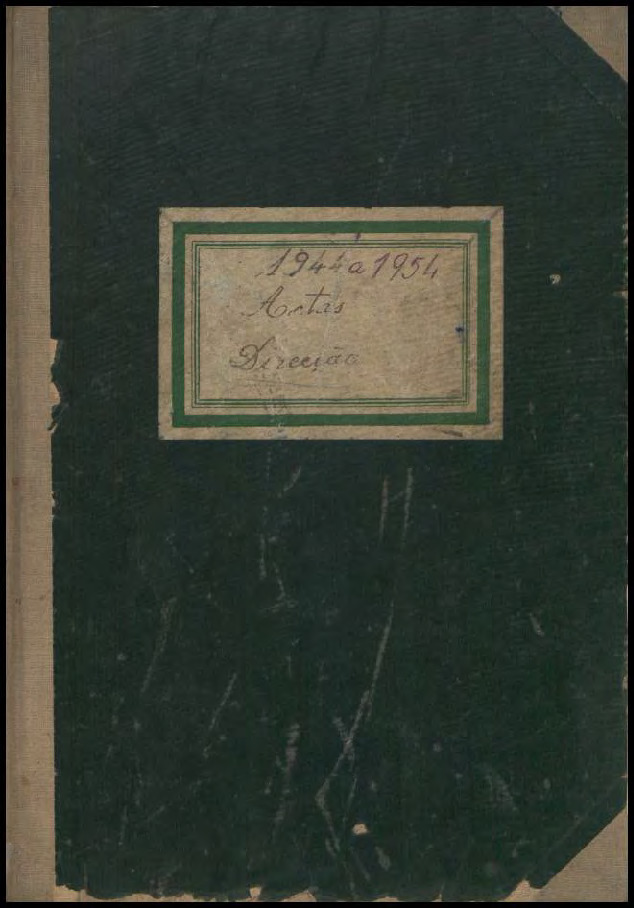 1944 a 1954
Actas
Direcção